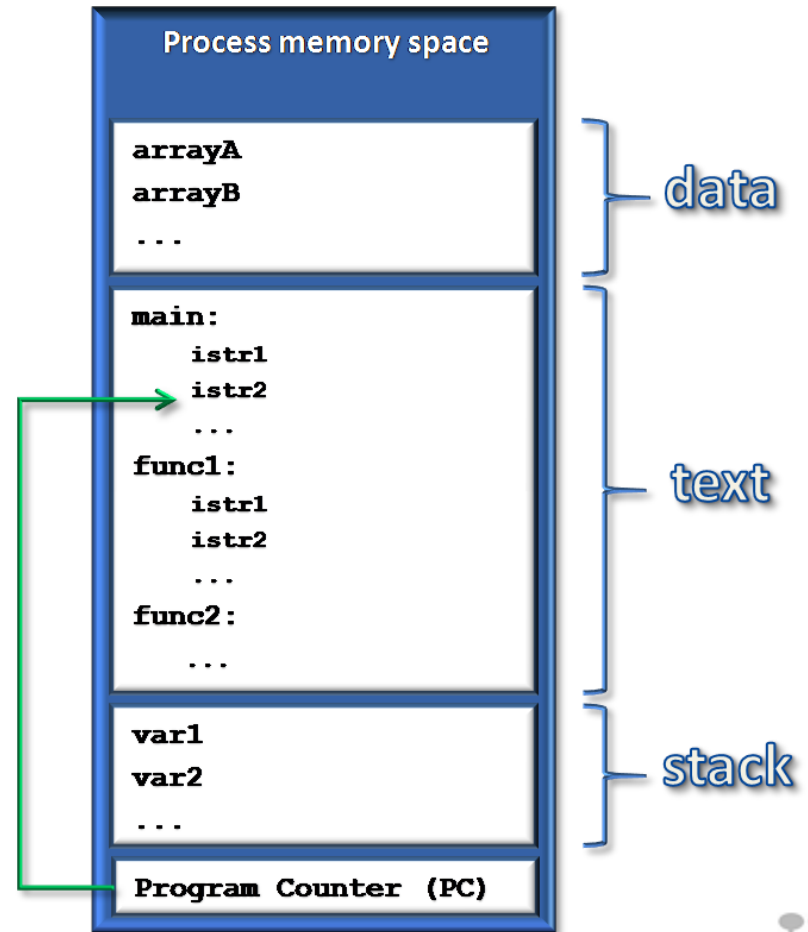 Process memory space
arrayA
arrayB
...
data
main:
istr1
istr2
...
func1:
istr1
istr2
...
func2:
...
text
var1
var2
...
stack
Program Counter (PC)